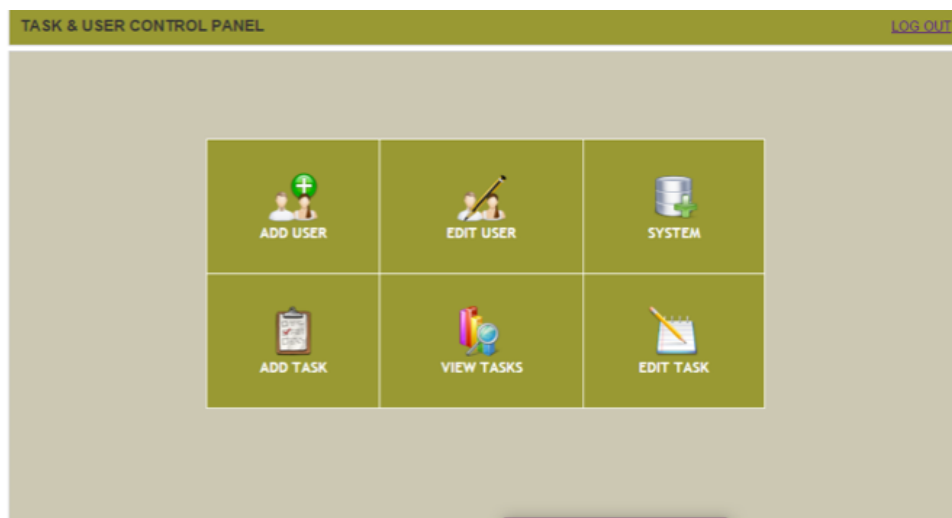 TASK & USER CONTROL PANEL
LOG OUT
ADD USER
EDIT USER
SYSTEM
ADD TASK
VIEW TASKS
EDIT TASK